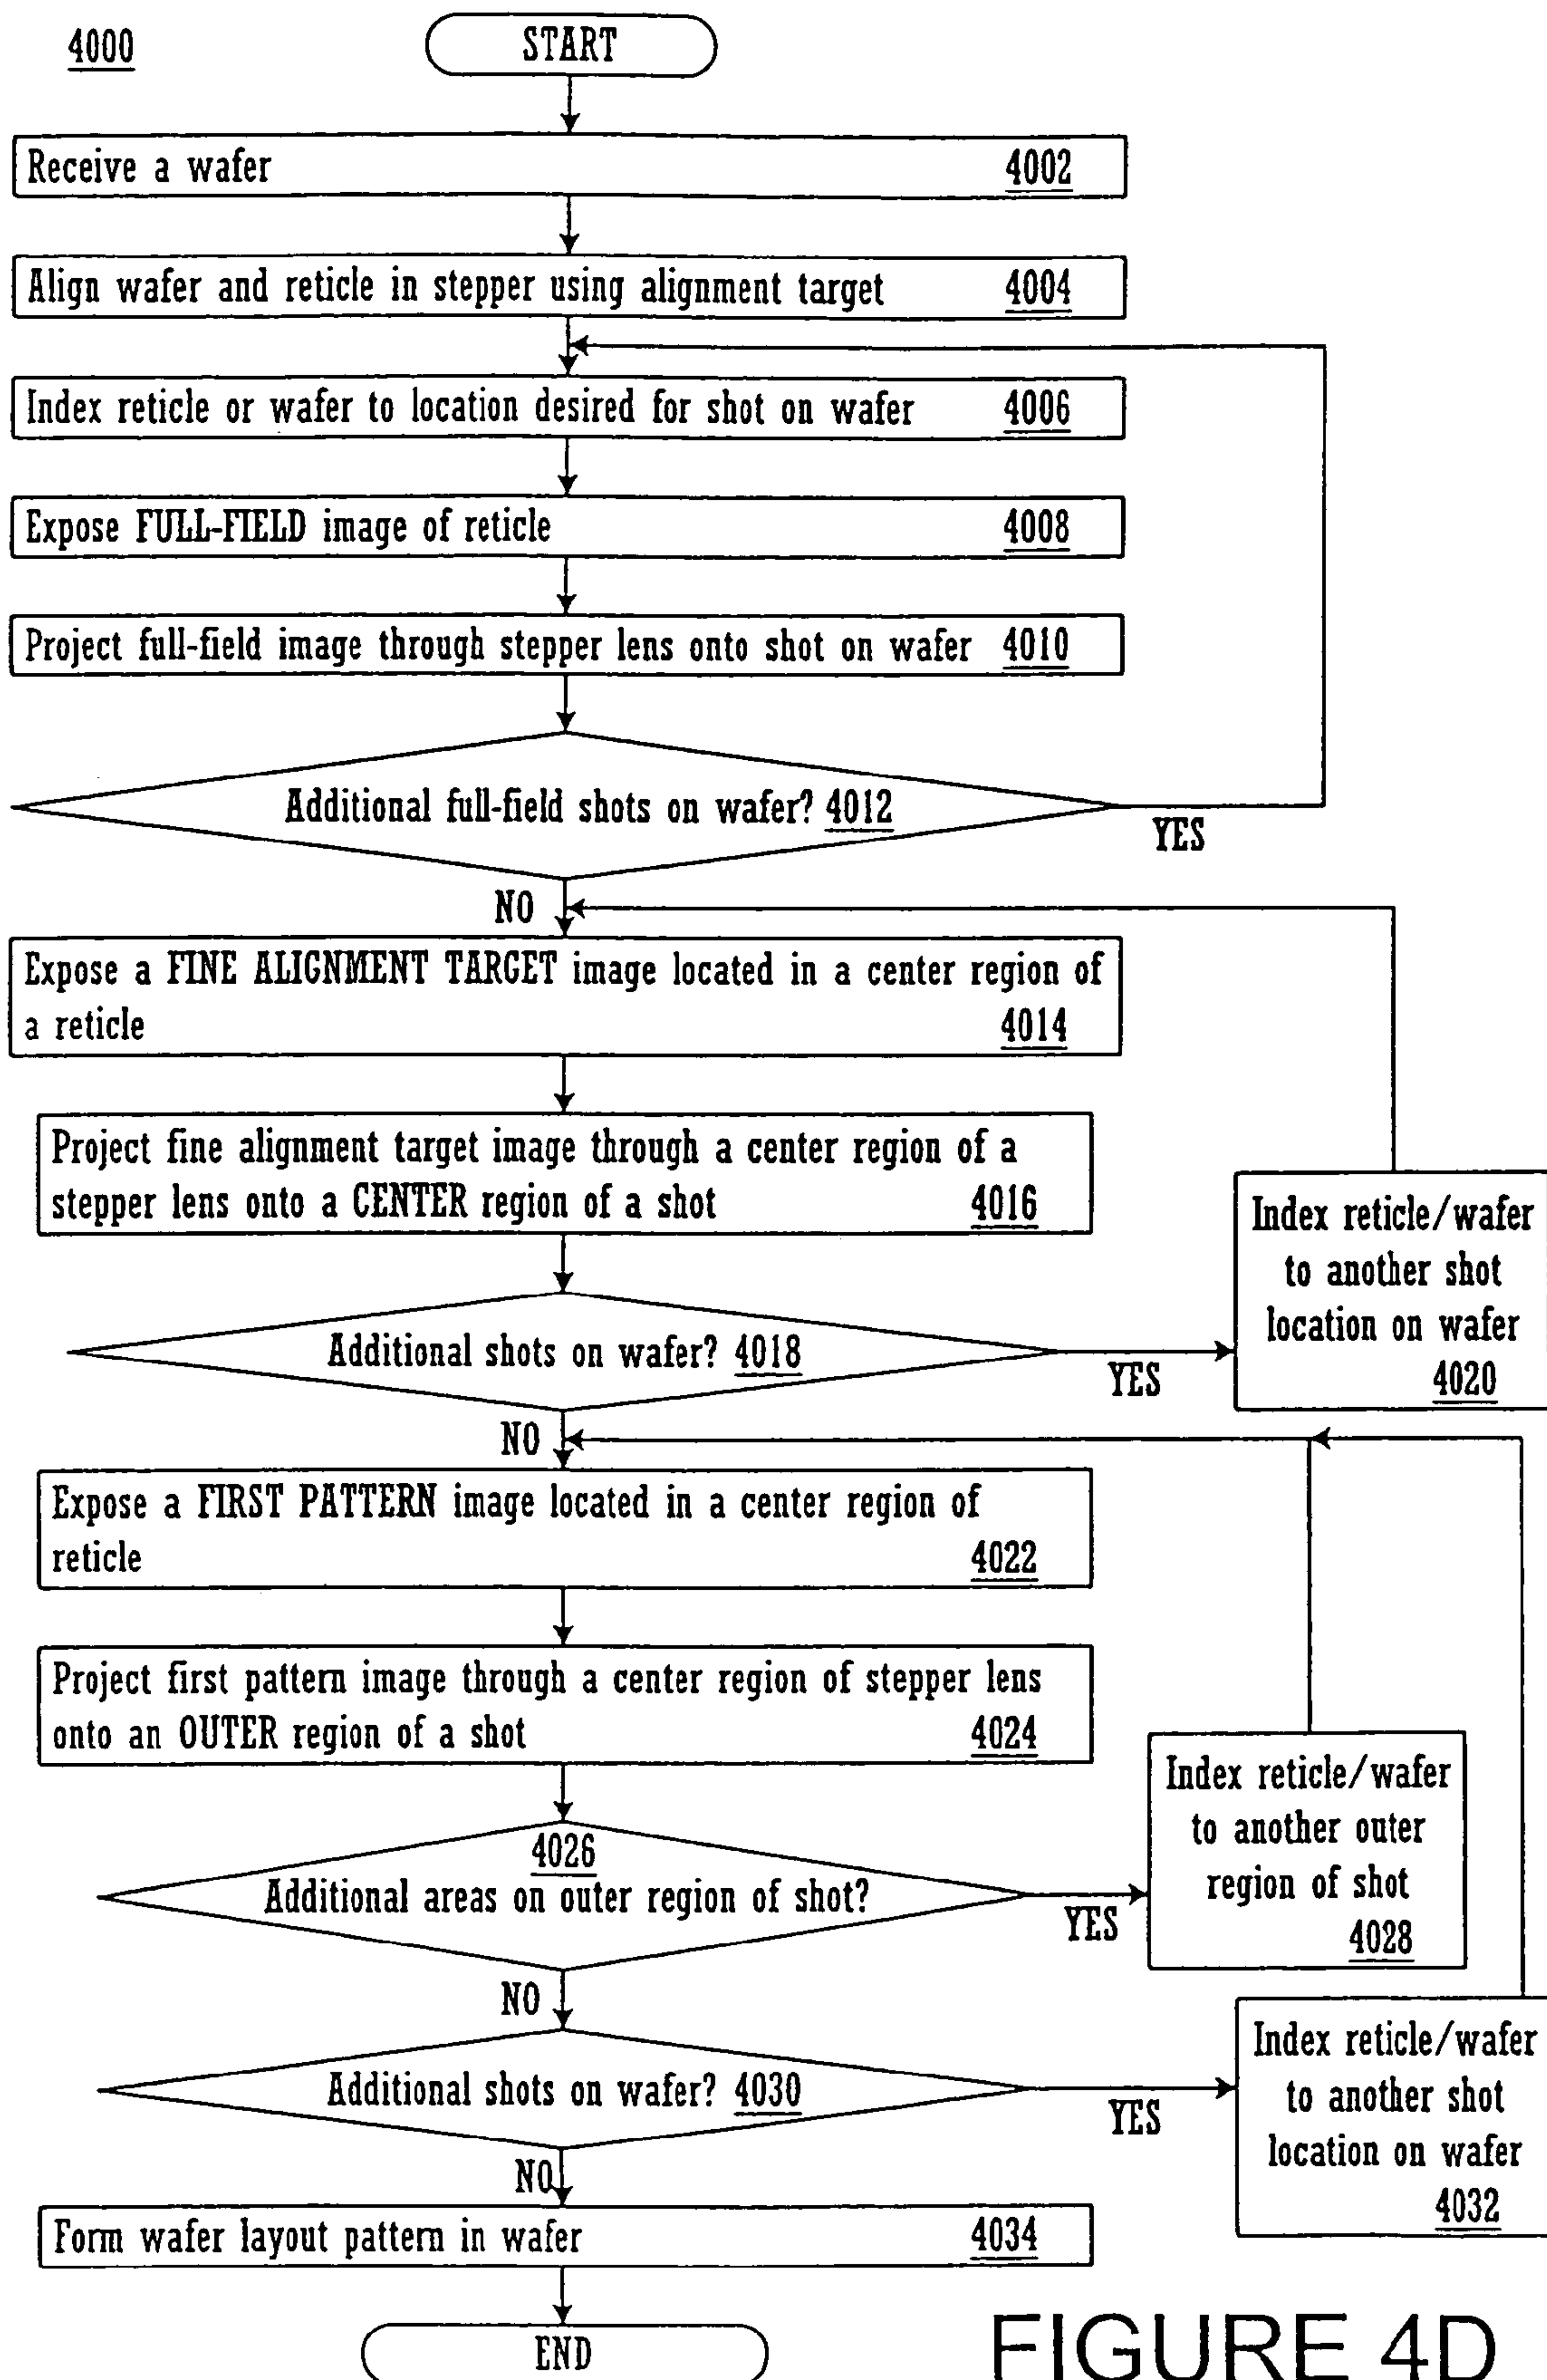 4000
START
Receive a wafer 4002
Align wafer and reticle in stepper using alignment target 4004
Index reticle or wafer to location desired for shot on wafer 4006
Expose FULL-FIELD image of reticle 4008
Project full-field image through stepper lens onto shot on wafer 4010
Additional full-field shots on wafer? 4012
YES
NO
Expose a FINE ALIGNMENT TARGET image located in a center region of
a reticle 4014
Project fine alignment target image through a center region of a
stepper lens onto a CENTER region of a shot 4016
Additional shots on wafer? 4018
YES
Index reticle/wafer
to another shot
location on wafer
4020
NO
Expose a FIRST PATTERN image located in a center region of
reticle 4022
Project first pattern image through a center region of stepper lens
onto an OUTER region of a shot 4024
4026
Additional areas on outer region of shot?
YES
Index reticle/wafer
to another outer
region of shot
4028
NO
Additional shots on wafer? 4030
YES
Index reticle/wafer
to another shot
location on wafer
4032
NO
Form wafer layout pattern in wafer 4034
END
FIGURE 4D